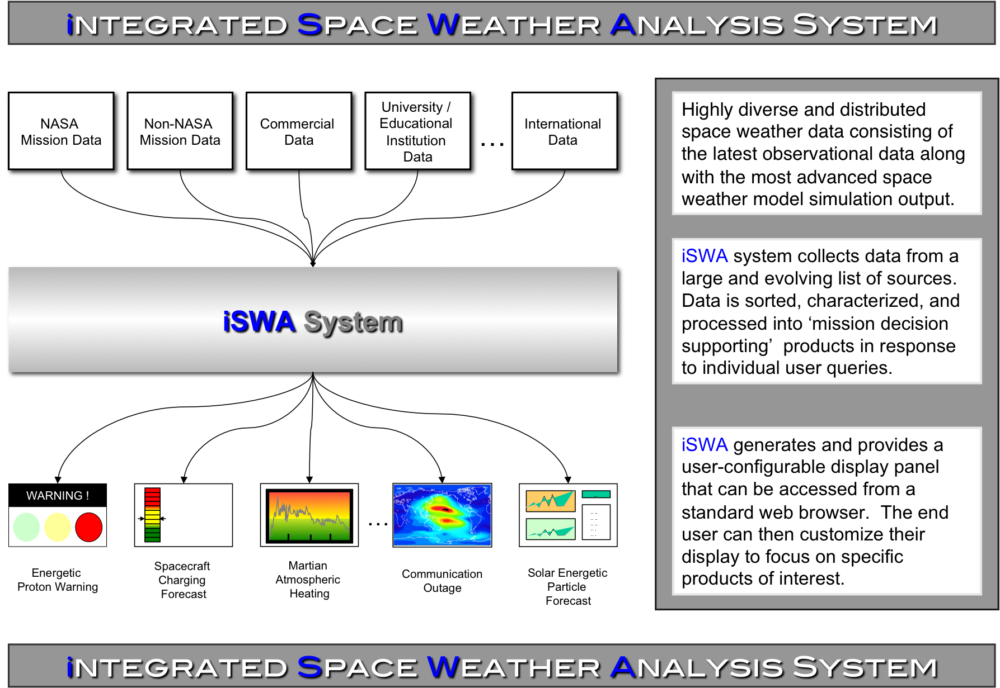 iNTEGRATED SPACE WEATHER ANALYSIS SYSTEM
NASA
Mission Data
Non-NASA
Mission Data
Commercial
Data
University /
Educational
Institution
Data
...
International
Data
iSWA System
WARNING !
...
Energetic
Proton Warning
Spacecraft
Charging
Forecast
Martian
Atmospheric
Heating
Communication
Outage
Solar Energetic
Particle
Forecast
Highly diverse and distributed
space weather data consisting of
the latest observational data along
with the most advanced space
weather model simulation output.
iSWA system collects data from a
large and evolving list of sources.
Data is sorted, characterized, and
processed into ‘mission decision
supporting’  products in response
to individual user queries.
iSWA generates and provides a
user-configurable display panel
that can be accessed from a
standard web browser.  The end
user can then customize their
display to focus on specific
products of interest.
iNTEGRATED SPACE WEATHER ANALYSIS SYSTEM